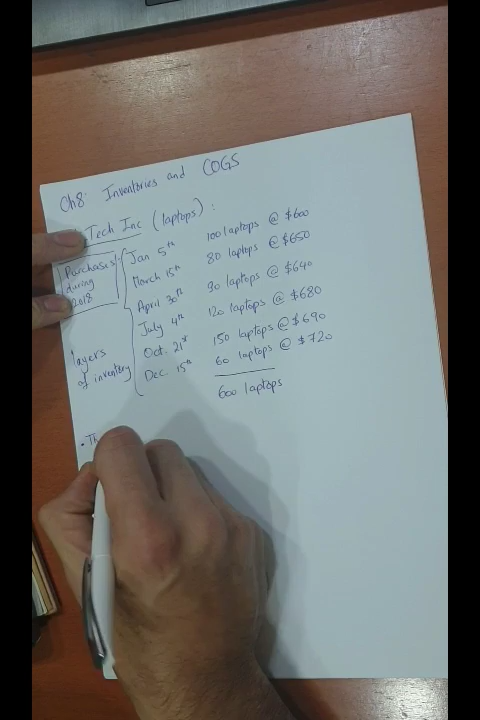 Ch8: Inventories and COGS
Tech Inc (laptops):
Purchases during 2018
Jan 5th 100 laptops @ $600
March 15th 80 laptops @ $650
April 30th 90 laptops @ $640
July 4th 120 laptops @ $680
Oct. 21st 150 laptops @ $690
Dec. 15th 60 laptops @ $720
600 laptops
layers
of inventory
• Th